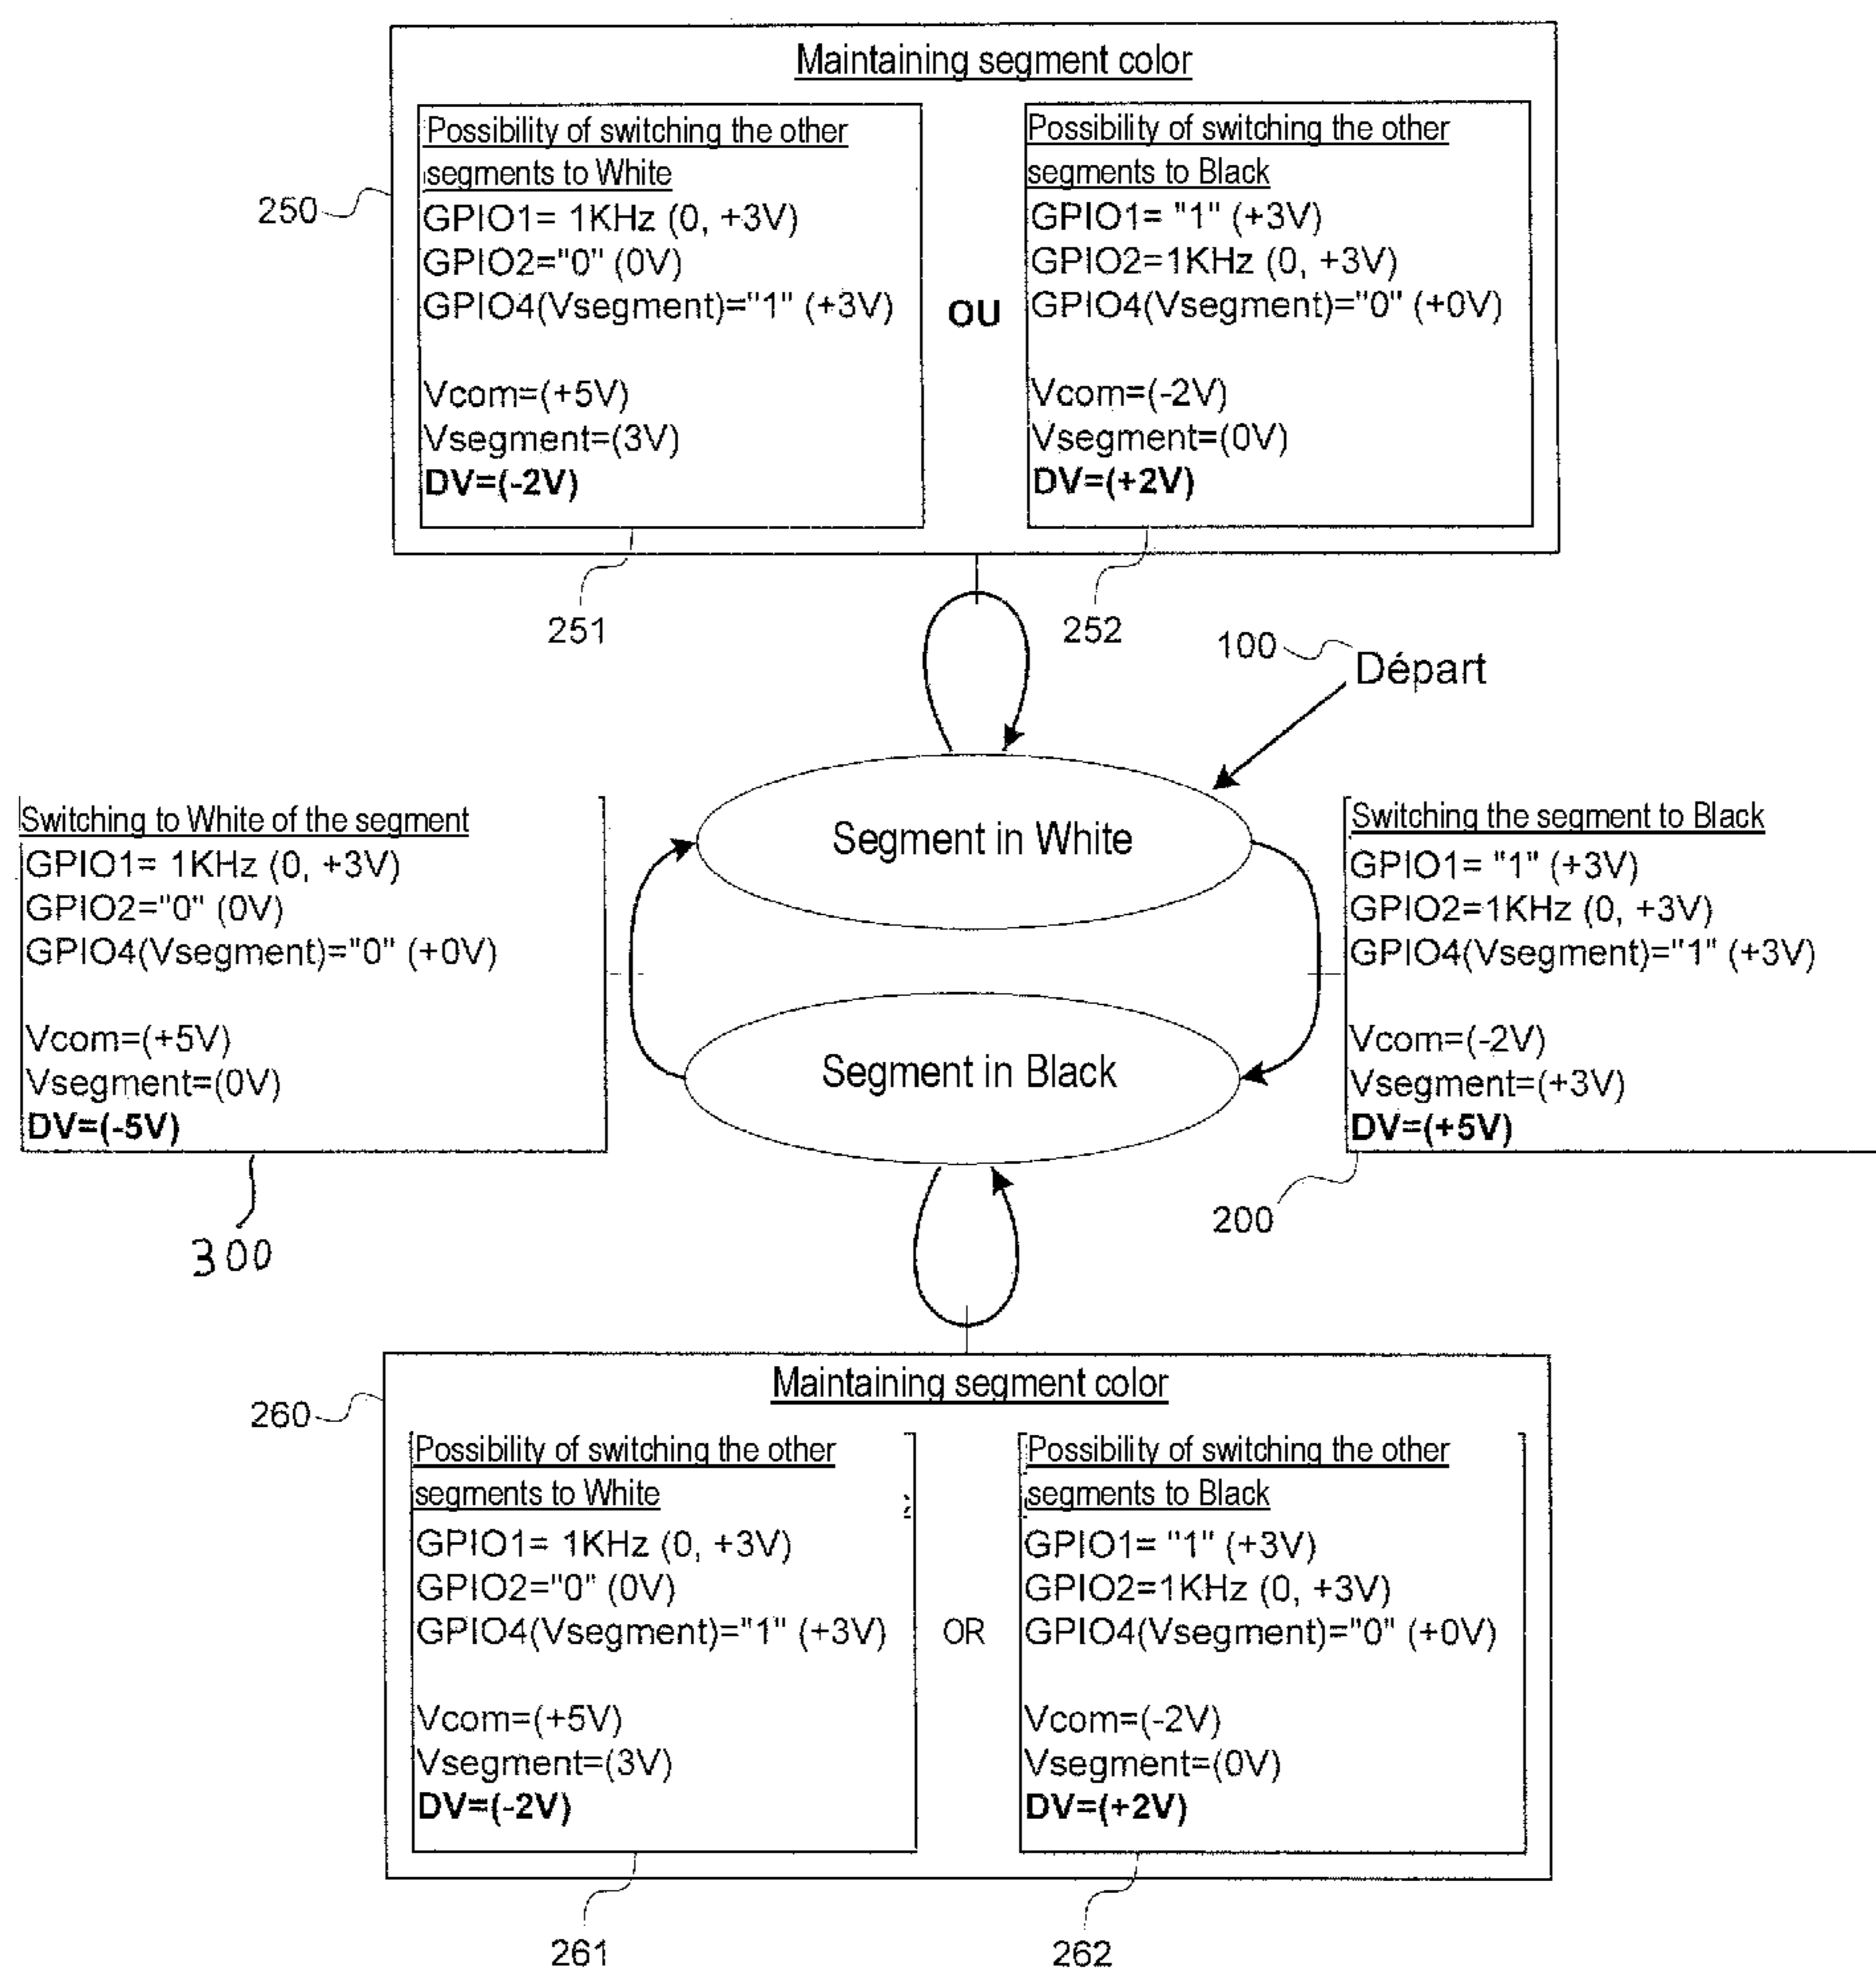 Maintaining segment color
Possibility of switching the other
segments to White
GPIO1= 1KHz (0, +3V)
GPIO2="0" (0V)
GPIO4(Vsegment)="1" (+3V)
Vcom=(+5V)
Vsegment=(3V)
DV=(-2V)
OU
Possibility of switching the other
segments to Black
GPIO1= "1" (+3V)
GPIO2=1KHz (0, +3V)
GPIO4(Vsegment)="0" (+0V)
Vcom=(-2V)
Vsegment=(0V)
DV=(+2V)
250
251
252
100
Départ
Switching to White of the segment
GPIO1= 1KHz (0, +3V)
GPIO2="0" (0V)
GPIO4(Vsegment)="0" (+0V)
Vcom=(+5V)
Vsegment=(0V)
DV=(-5V)
300
Segment in White
Segment in Black
Switching the segment to Black
GPIO1= "1" (+3V)
GPIO2=1KHz (0, +3V)
GPIO4(Vsegment)="1" (+3V)
Vcom=(-2V)
Vsegment=(+3V)
DV=(+5V)
200
Maintaining segment color
260
Possibility of switching the other
segments to White
GPIO1= 1KHz (0, +3V)
GPIO2="0" (0V)
GPIO4(Vsegment)="1" (+3V)
Vcom=(+5V)
Vsegment=(3V)
DV=(-2V)
OR
Possibility of switching the other
segments to Black
GPIO1= "1" (+3V)
GPIO2=1KHz (0, +3V)
GPIO4(Vsegment)="0" (+0V)
Vcom=(-2V)
Vsegment=(0V)
DV=(+2V)
261
262